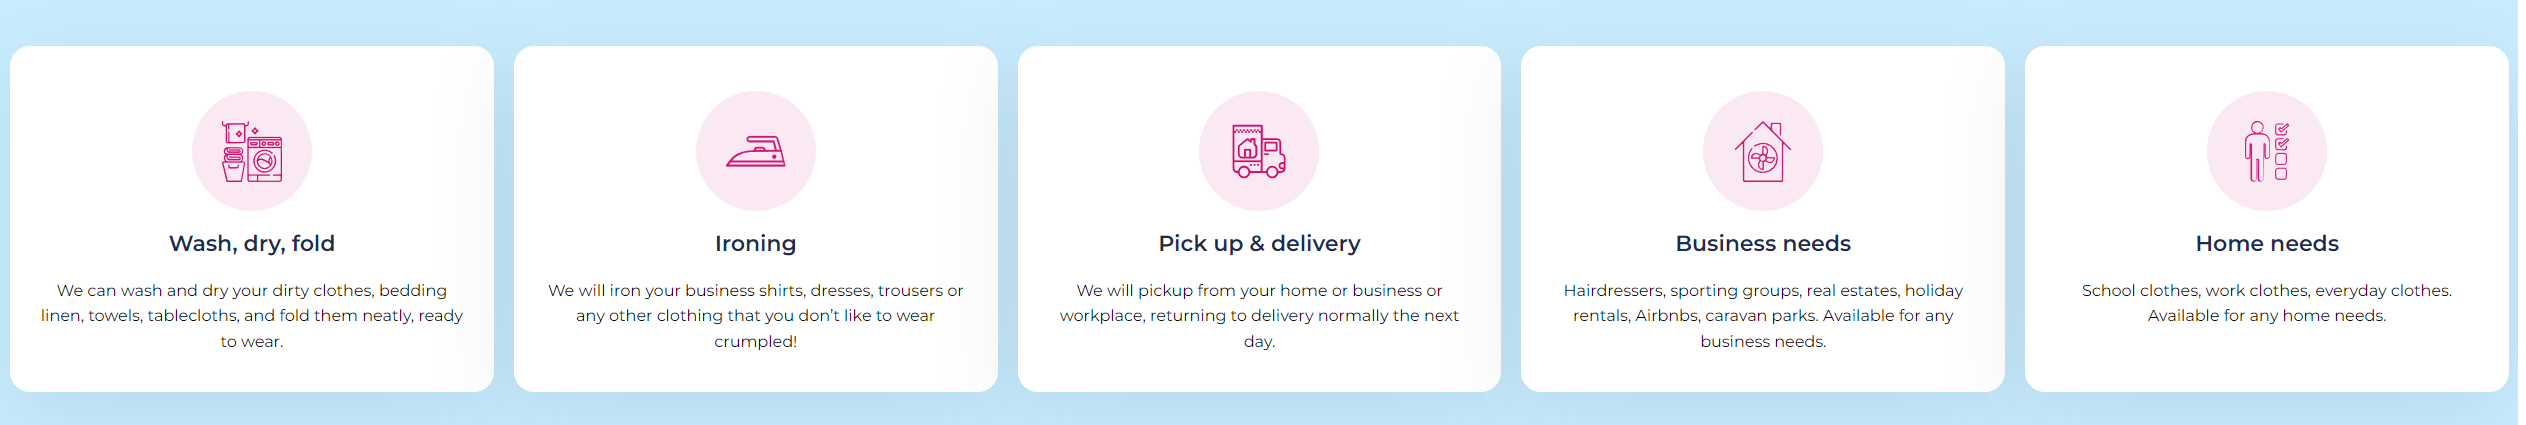 Wash, dry, fold
We can wash and dry your dirty clothes, bedding
linen, towels, tablecloths, and fold them neatly, ready
to wear.
Ironing
We will iron your business shirts, dresses, trousers or
any other clothing that you don't like to wear
crumpled!
Pick up & delivery
We will pickup from your home or business or
workplace, returning to delivery normally the next
day.
Business needs
Hairdressers, sporting groups, real estates, holiday
rentals, Airbnbs, caravan parks. Available for any
business needs.
Home needs
School clothes, work clothes, everyday clothes.
Available for any home needs.